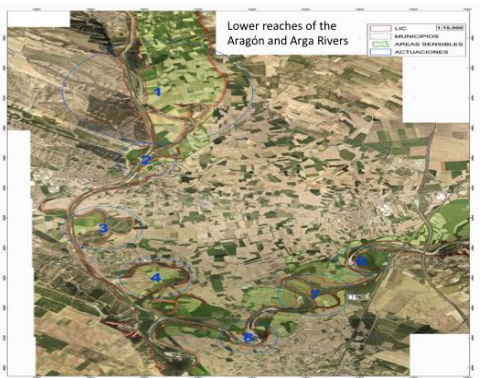 Lower reaches of the
Aragón and Arga Rivers
LIC
1:15.000
MUNICIPIOS
AREAS SENSIBLES
ACTUACIONES
1
2
3
4
5
6
7